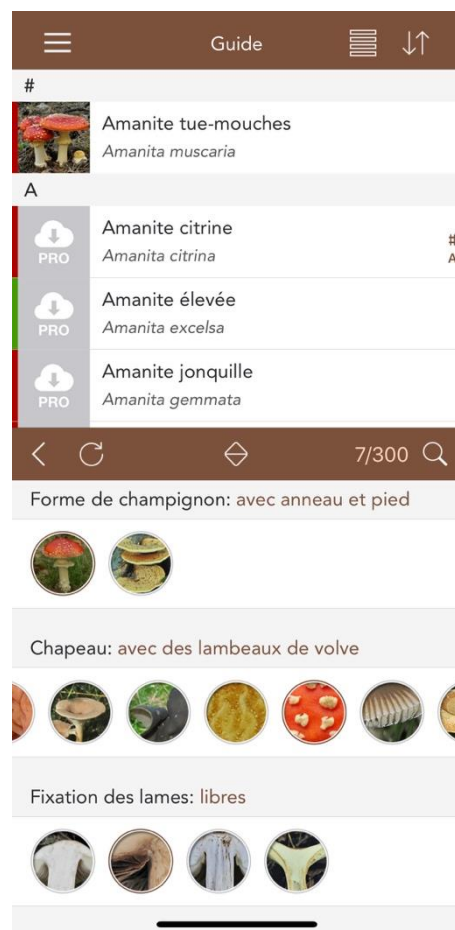 Guide
#
Amanite tue-mouches
Amanita muscaria
A
PRO
Amanite citrine
Amanita citrina
#
A
PRO
Amanite élevée
Amanita excelsa
PRO
Amanite jonquille
Amanita gemmata
7/300
Forme de champignon: avec anneau et pied
Chapeau: avec des lambeaux de volve
Fixation des lames: libres